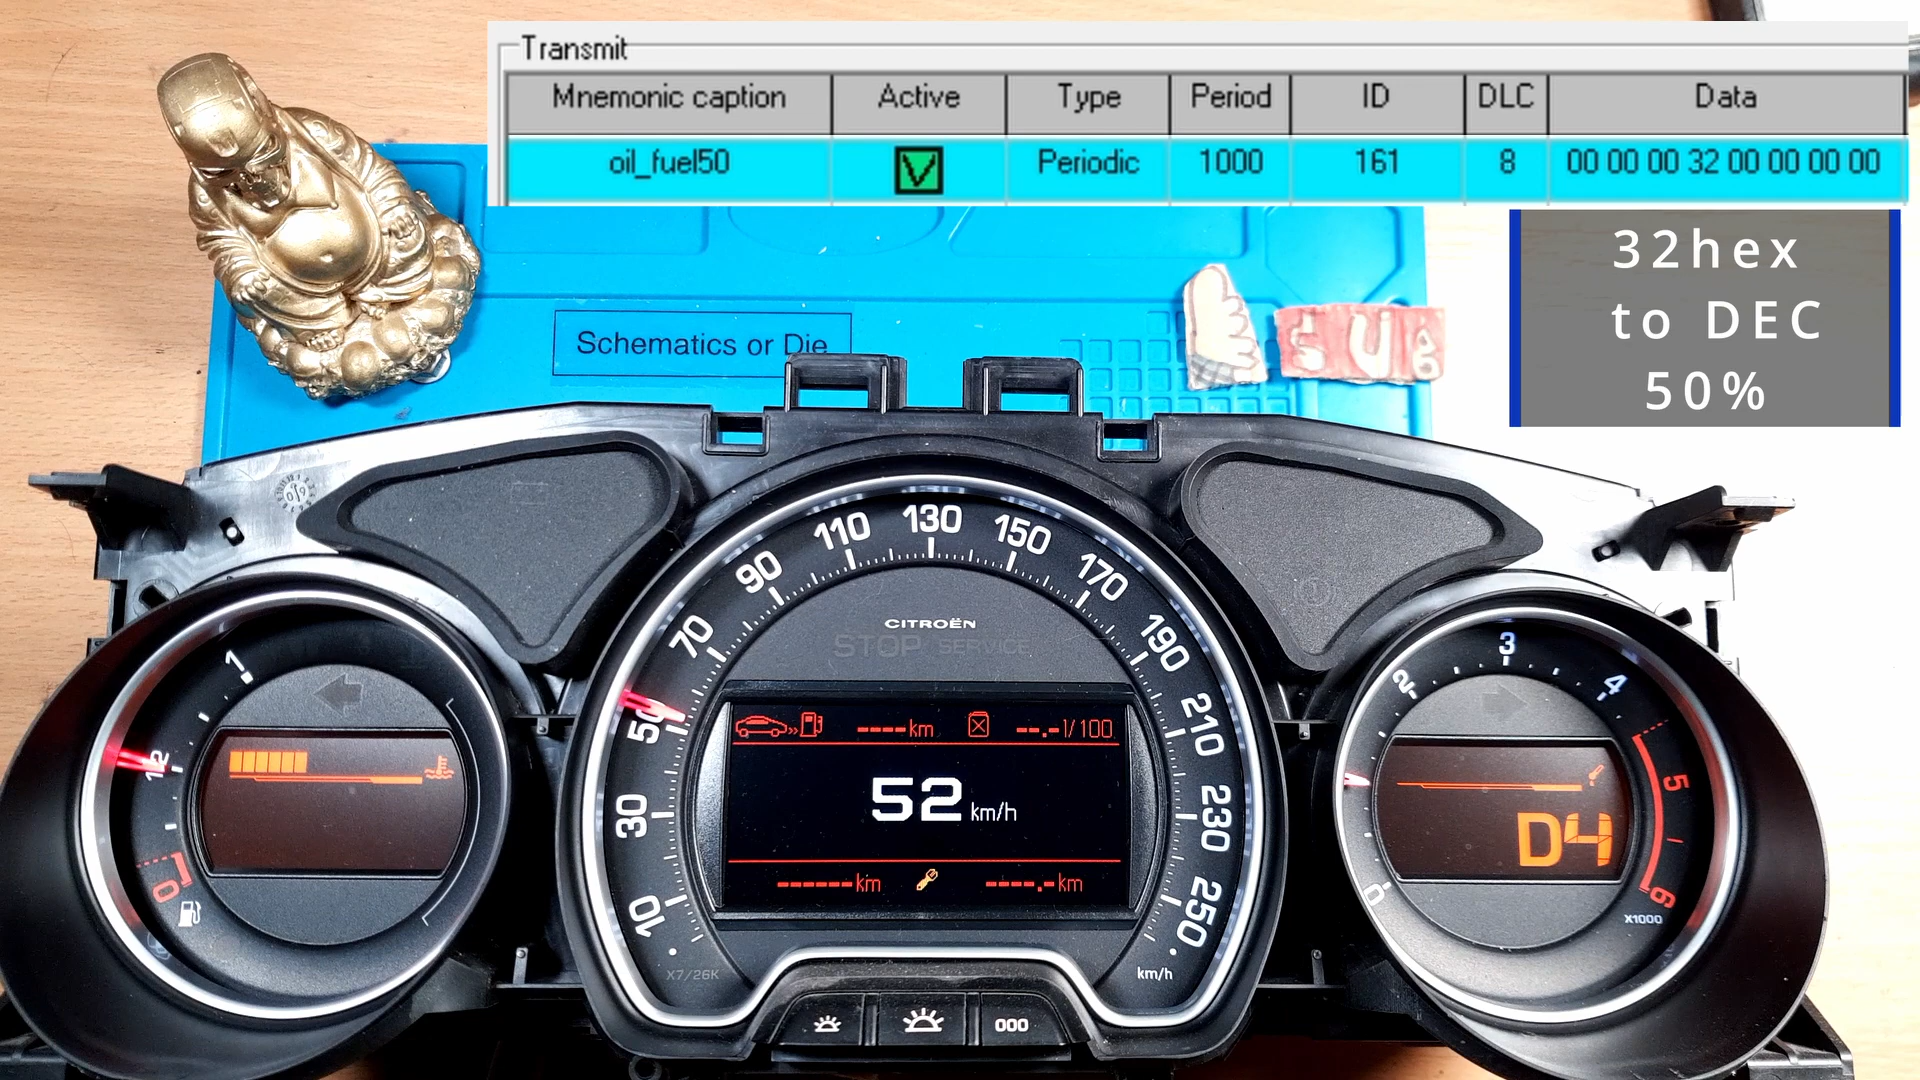 Transmit
Mnemonic caption Active Type Period ID DLC Data
oil_fuel50 V Periodic 1000 161 8 00 00 00 32 00 00 00 00
32hex
to DEC
50%
Schematics or Die
SUB
10 30 50 70 90 110 130 150 170 190 210 230 250
CITROËN
STOP SERVICE
----km --.-l/100
52 km/h
------km ----.-km
X7/26K
km/h
000
1
1/2
0
0 2 3 4 5 6
D4
X1000